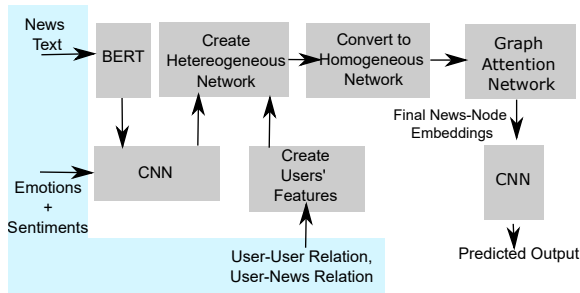 News
Text
BERT
Create
Hetereogeneous
Network
Convert to
Homogeneous
Network
Graph
Attention
Network
Final News-Node
Embeddings
CNN
Create
Users'
Features
CNN
Emotions
+
Sentiments
User-User Relation,
User-News Relation
Predicted Output